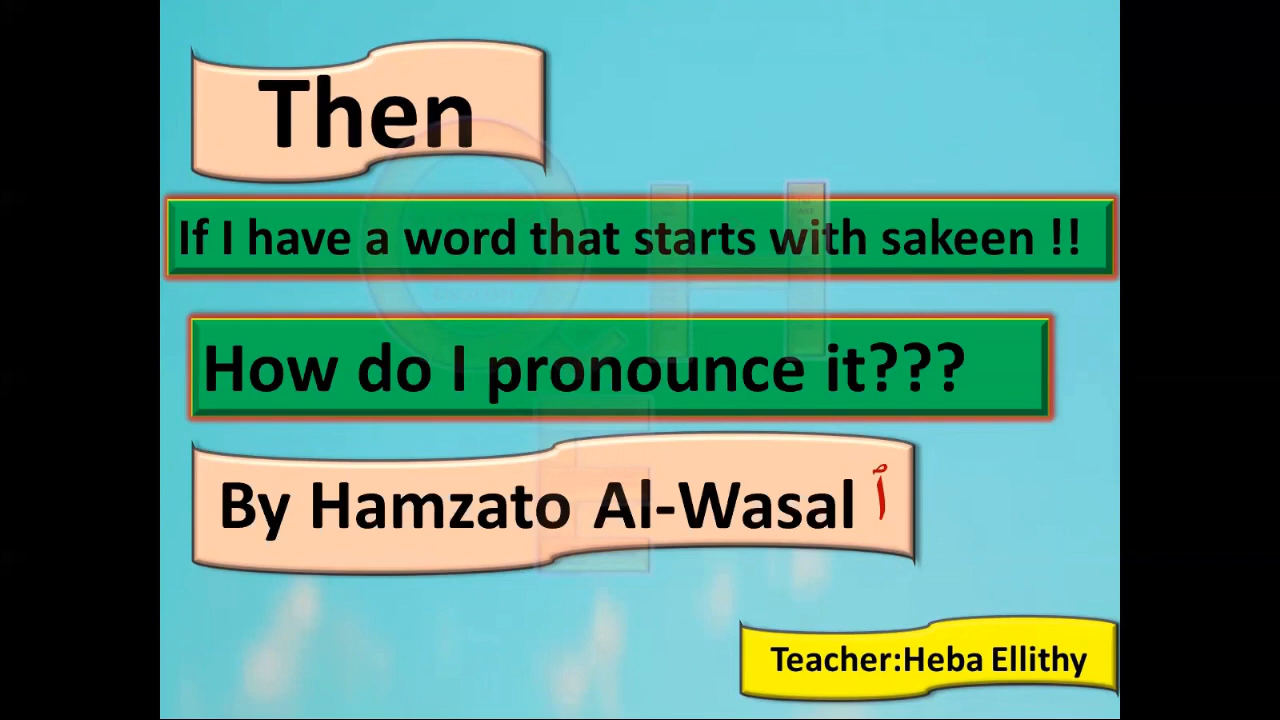 Then
If I have a word that starts with sakeen !!
How do I pronounce it???
By Hamzato Al-Wasal ٱ
Teacher:Heba Ellithy